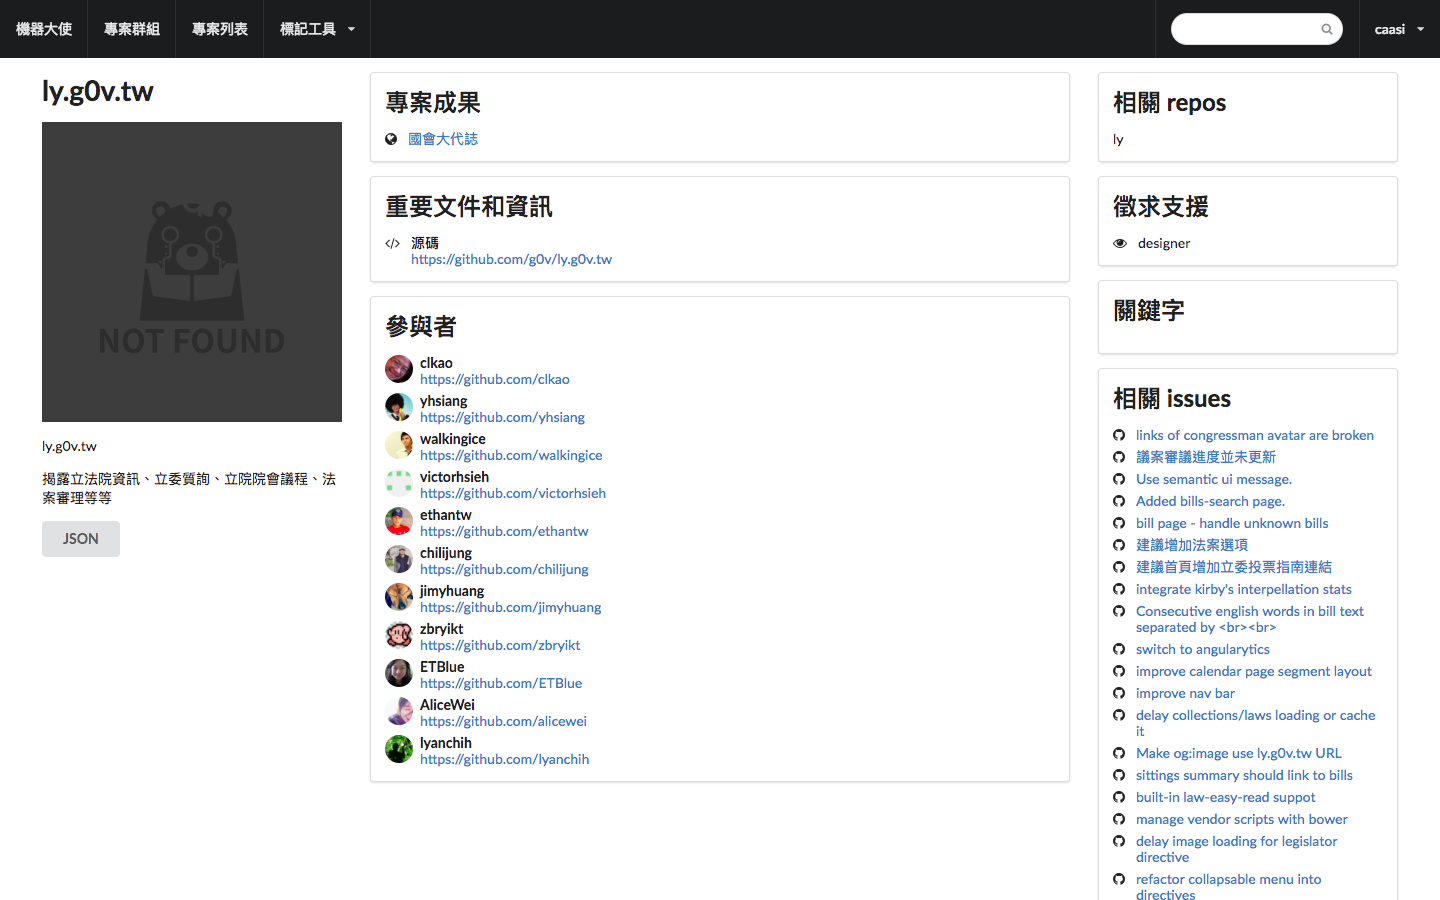 機器大使
專案群組
專案列表
標記工具
caasi
ly.g0v.tw
NOT FOUND
ly.g0v.tw
揭露立法院資訊、立委質詢、立院院會議程、法
案審理等等
JSON
專案成果
國會大代誌
重要文件和資訊
源碼
https://github.com/g0v/ly.g0v.tw
參與者
clkao
https://github.com/clkao
yhsiang
https://github.com/yhsiang
walkingice
https://github.com/walkingice
victorhsieh
https://github.com/victorhsieh
ethantw
https://github.com/ethantw
chilijung
https://github.com/chilijung
jimyhuang
https://github.com/jimyhuang
zbryikt
https://github.com/zbryikt
ETBlue
https://github.com/ETBlue
AliceWei
https://github.com/alicewei
lyanchih
https://github.com/lyanchih
相關 repos
ly
徵求支援
designer
關鍵字
相關 issues
links of congressman avatar are broken
議案審議進度並未更新
Use semantic ui message.
Added bills-search page.
bill page - handle unknown bills
建議增加法案選項
建議首頁增加立委投票指南連結
integrate kirby's interpellation stats
Consecutive english words in bill text
separated by <br><br>
switch to angularytics
improve calendar page segment layout
improve nav bar
delay collections/laws loading or cache
it
Make og:image use ly.g0v.tw URL
sittings summary should link to bills
built-in law-easy-read suppot
manage vendor scripts with bower
delay image loading for legislator
directive
refactor collapsable menu into
directives